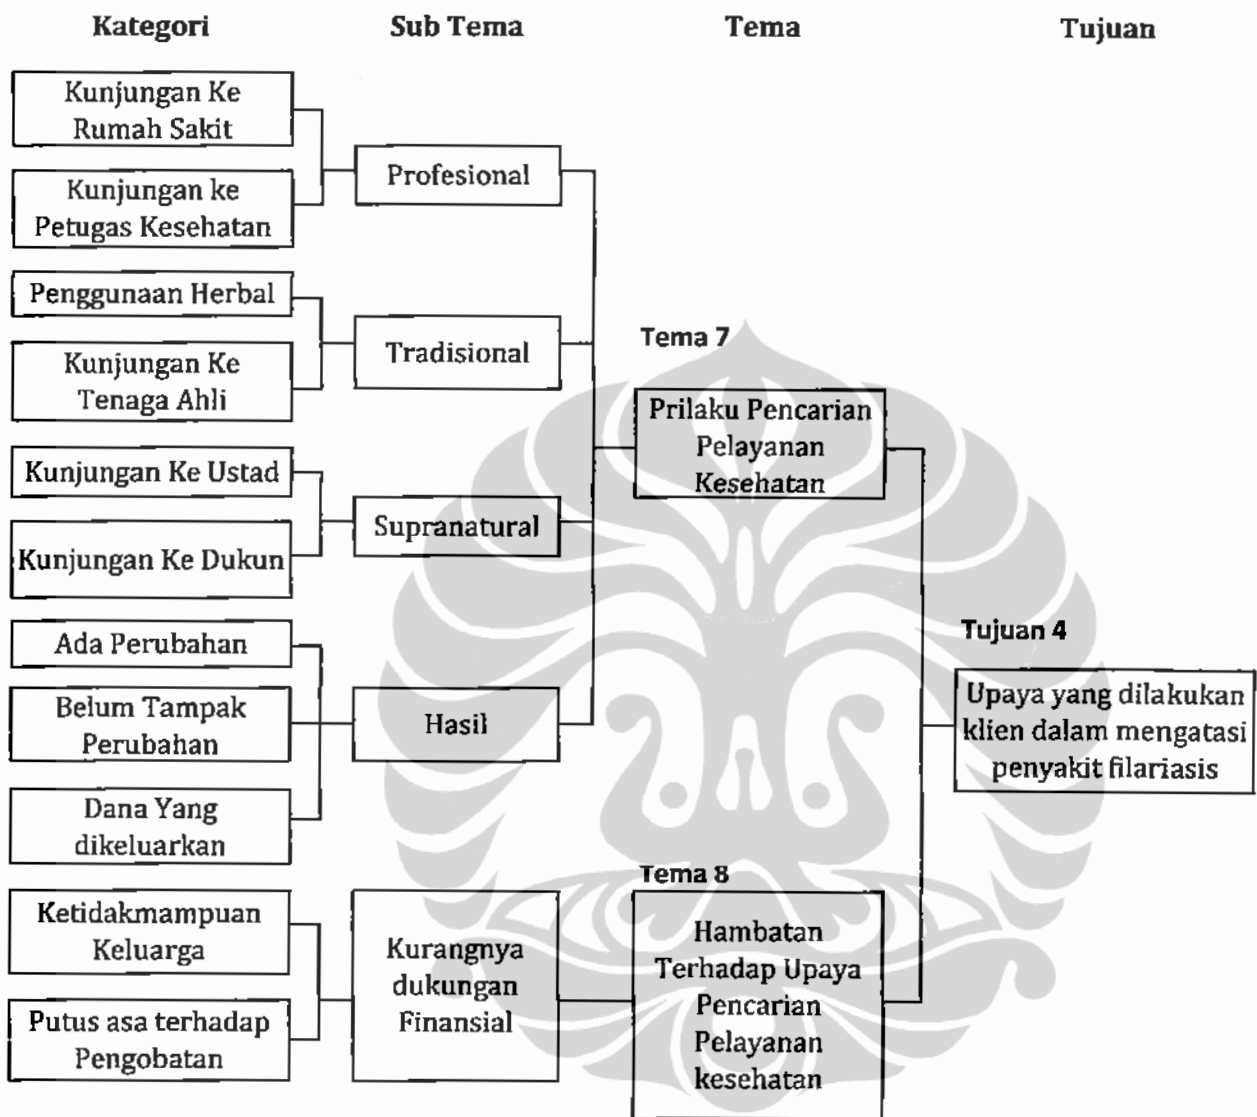 Kategori
Sub Tema
Tema
Tujuan
Kunjungan Ke
Rumah Sakit
Kunjungan ke
Petugas Kesehatan
Profesional
Penggunaan Herbal
Kunjungan Ke
Tenaga Ahli
Tradisional
Kunjungan Ke Ustad
Kunjungan Ke Dukun
Supranatural
Ada Perubahan
Belum Tampak
Perubahan
Dana Yang
dikeluarkan
Hasil
Tema 7
Prilaku Pencarian
Pelayanan
Kesehatan
Ketidakmampuan
Keluarga
Putus asa terhadap
Pengobatan
Kurangnya
dukungan
Finansial
Tema 8
Hambatan
Terhadap Upaya
Pencarian
Pelayanan
kesehatan
Tujuan 4
Upaya yang dilakukan
klien dalam mengatasi
penyakit filariasis